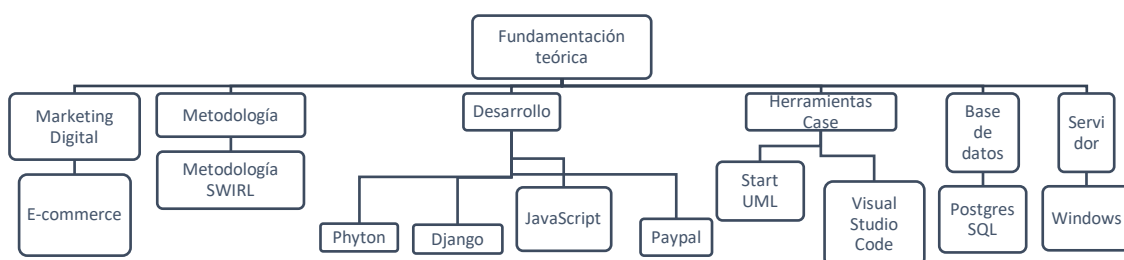 Fundamentación
teórica
Marketing
Digital
Metodología
Desarrollo
Herramientas
Case
Base
de
datos
Servi
dor
E-commerce
Metodología
SWIRL
Phyton
Django
JavaScript
Paypal
Start
UML
Visual
Studio
Code
Postgres
SQL
Windows